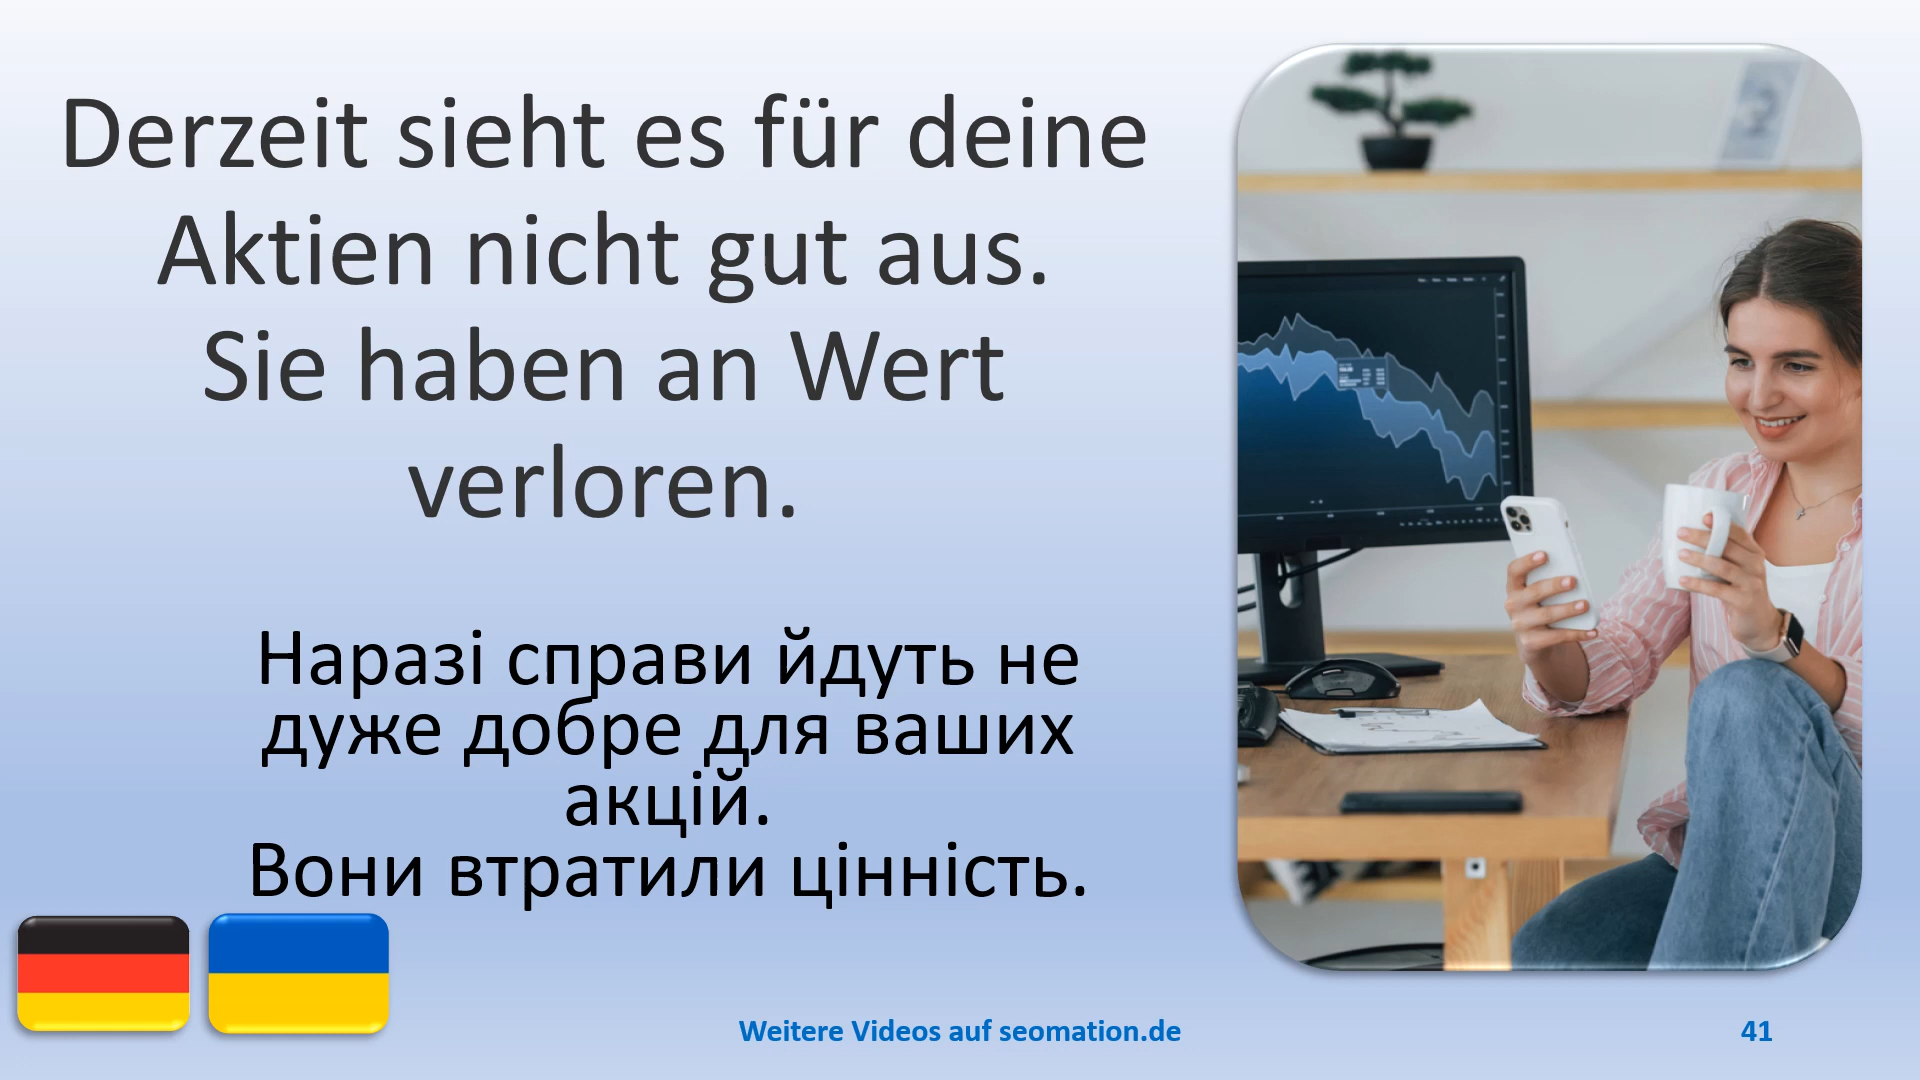 Derzeit sieht es für deine
Aktien nicht gut aus.
Sie haben an Wert
verloren.
Наразі справи йдуть не
дуже добре для ваших
акцій.
Вони втратили цінність.
Weitere Videos auf seomation.de
41